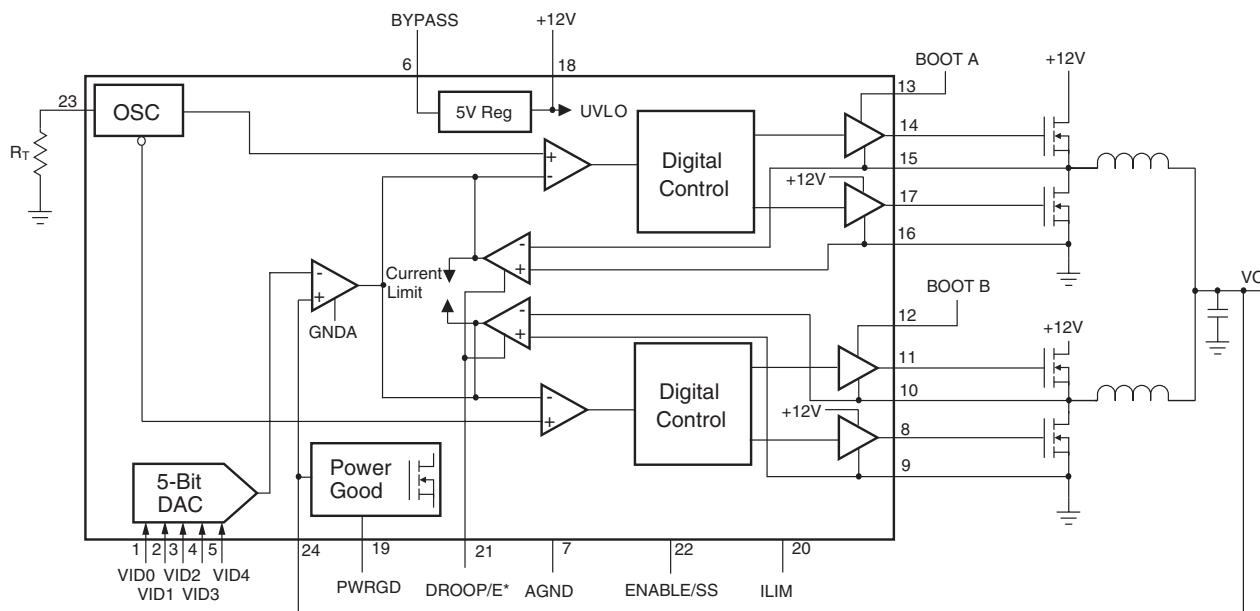 BYPASS
+12V
6
18
BOOT A
+12V
23
OSC
5V Reg
UVLO
13
14
RT
Digital
Control
15
+12V
17
16
Current
Limit
GNDA
BOOT B
VO
12
+12V
11
Digital
Control
10
+12V
8
9
5-Bit
DAC
Power
Good
1 2 3 4 5
24
19
21
7
22
20
VID0 VID2 VID4
VID1 VID3
PWRGD
DROOP/E*
AGND
ENABLE/SS
ILIM